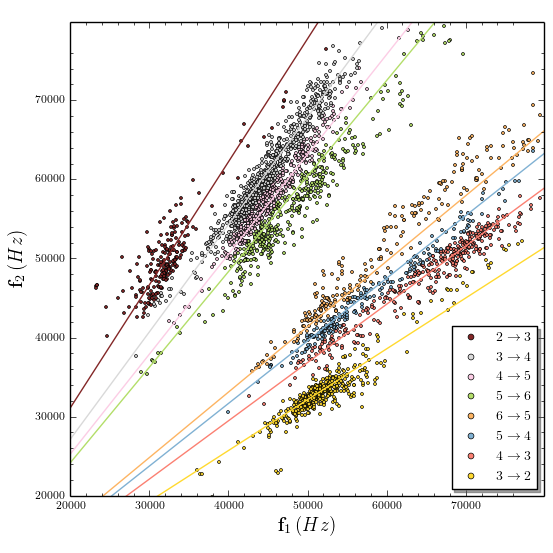 70000
60000
50000
40000
30000
20000
20000 30000 40000 50000 60000 70000
f₂ (Hz)
f₁ (Hz)
2 → 3
3 → 4
4 → 5
5 → 6
6 → 5
5 → 4
4 → 3
3 → 2